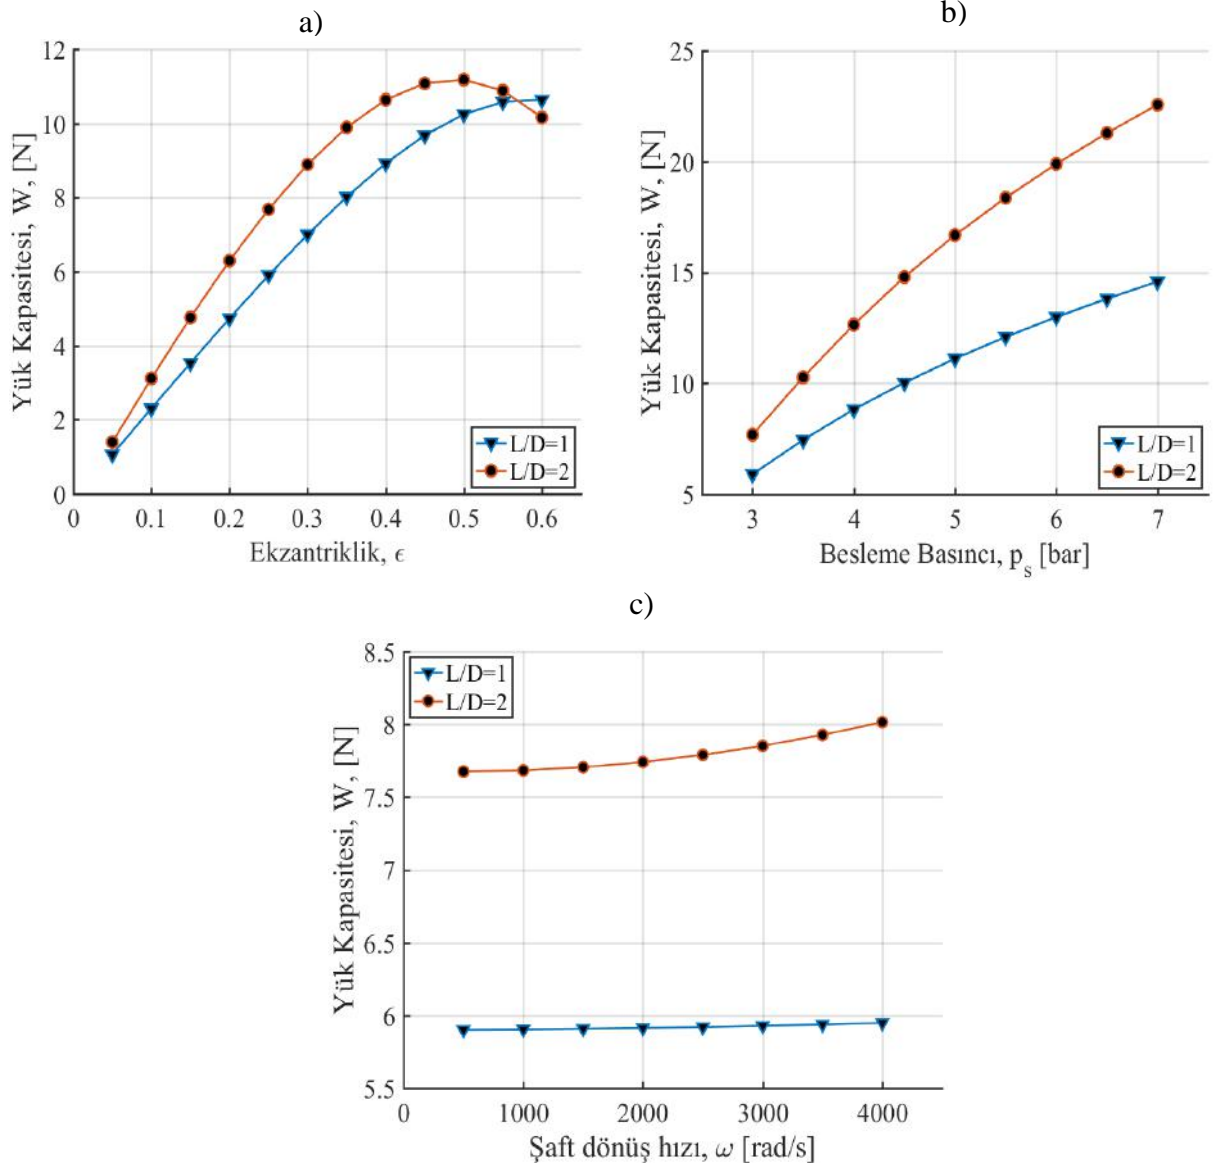 a)
12
10
8
6
4
2
0
Yük Kapasitesi, W, [N]
L/D=1
L/D=2
0 0.1 0.2 0.3 0.4 0.5 0.6
Ekzantriklik, ϵ
b)
25
20
15
10
5
Yük Kapasitesi, W, [N]
L/D=1
L/D=2
3 4 5 6 7
Besleme Basıncı, p_s [bar]
c)
8.5
8
7.5
7
6.5
6
5.5
Yük Kapasitesi, W, [N]
L/D=1
L/D=2
0 1000 2000 3000 4000
Şaft dönüş hızı, ω [rad/s]